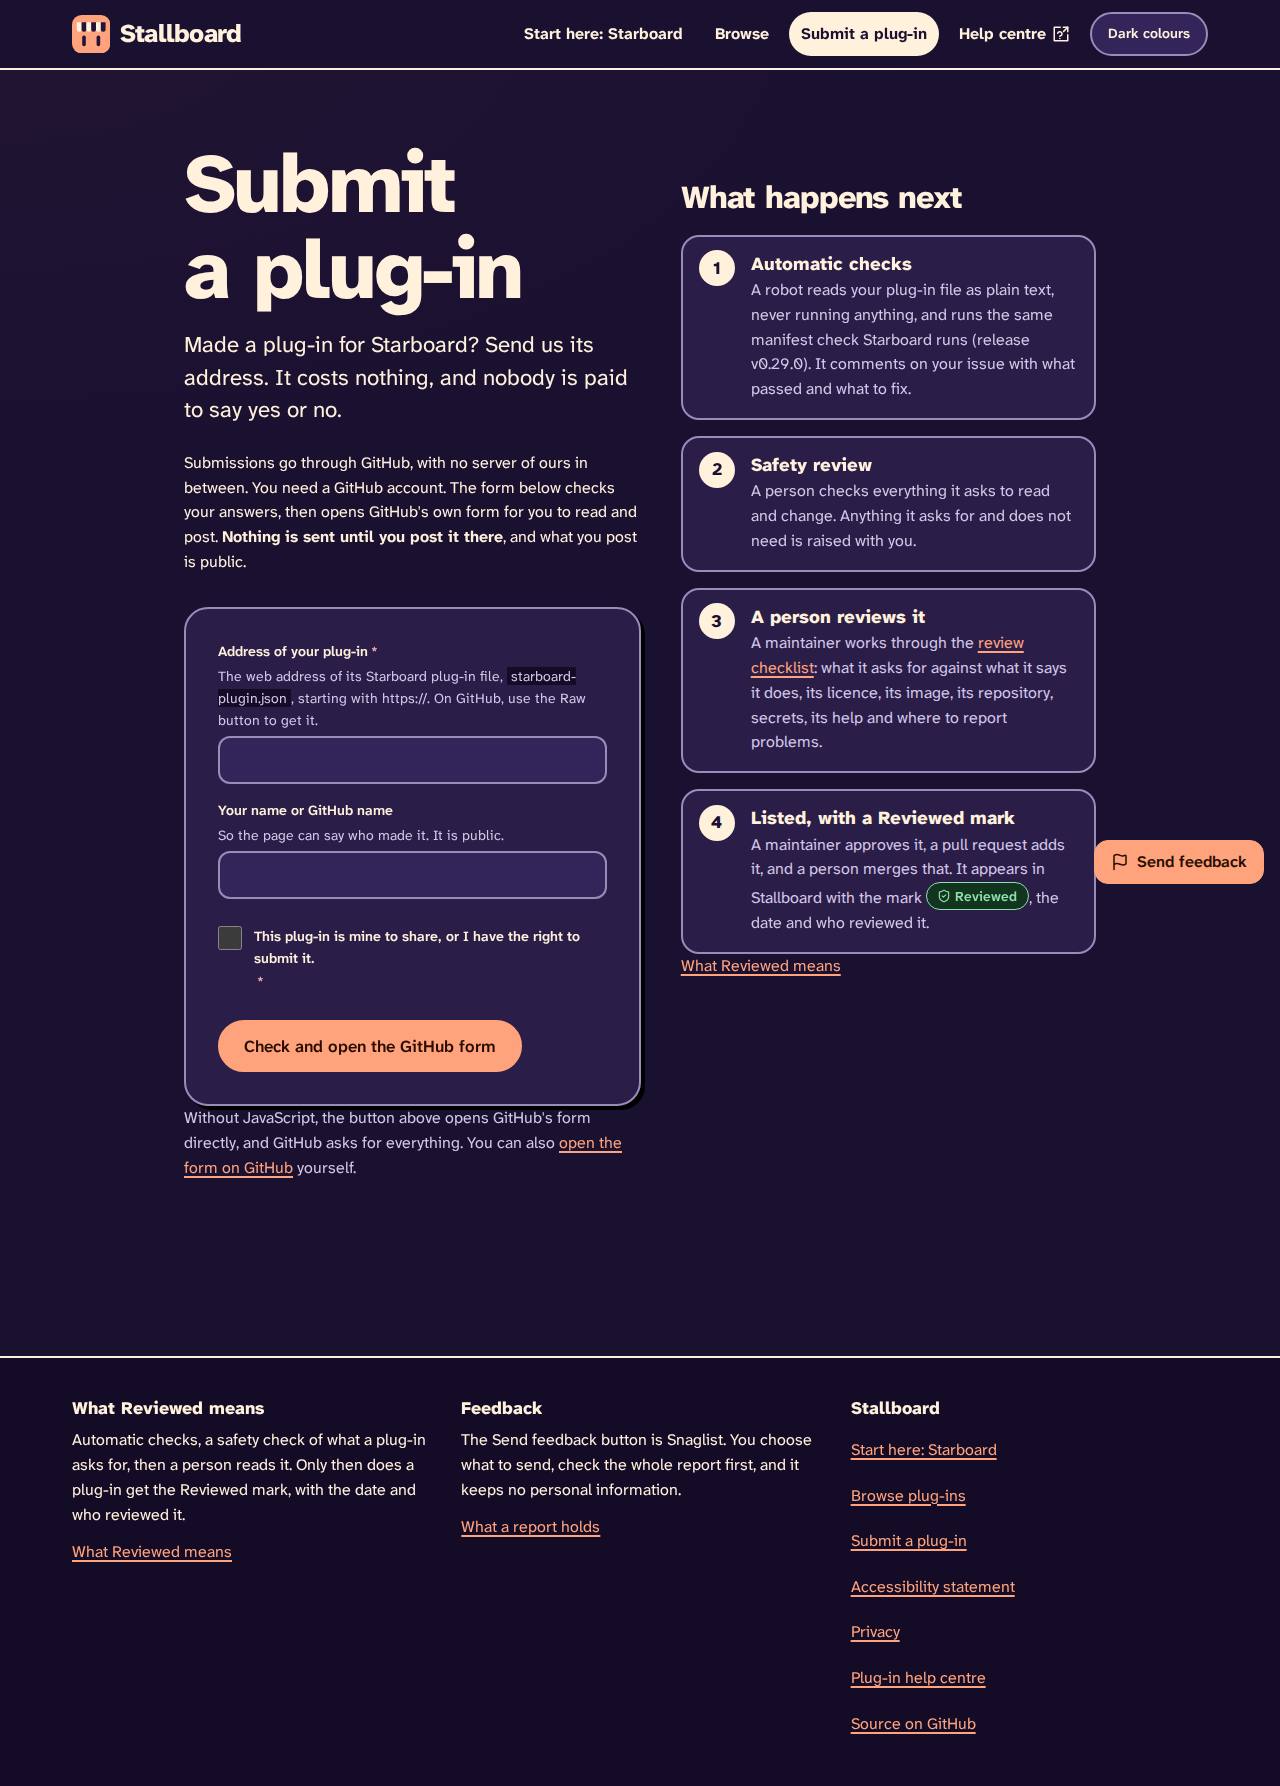 Stallboard
Start here: Starboard
Browse
Submit a plug-in
Help centre
Dark colours
Submit
a plug-in
Made a plug-in for Starboard? Send us its
address. It costs nothing, and nobody is paid
to say yes or no.
Submissions go through GitHub, with no server of ours in
between. You need a GitHub account. The form below checks
your answers, then opens GitHub's own form for you to read and
post. Nothing is sent until you post it there, and what you post
is public.
Address of your plug-in *
The web address of its Starboard plug-in file, starboard-
plugin.json , starting with https://. On GitHub, use the Raw
button to get it.
Your name or GitHub name
So the page can say who made it. It is public.
This plug-in is mine to share, or I have the right to
submit it.
*
Check and open the GitHub form
Without JavaScript, the button above opens GitHub's form
directly, and GitHub asks for everything. You can also open the
form on GitHub yourself.
What happens next
1
Automatic checks
A robot reads your plug-in file as plain text,
never running anything, and runs the same
manifest check Starboard runs (release
v0.29.0). It comments on your issue with what
passed and what to fix.
2
Safety review
A person checks everything it asks to read
and change. Anything it asks for and does not
need is raised with you.
3
A person reviews it
A maintainer works through the review
checklist: what it asks for against what it says
it does, its licence, its image, its repository,
secrets, its help and where to report
problems.
4
Listed, with a Reviewed mark
A maintainer approves it, a pull request adds
it, and a person merges that. It appears in
Stallboard with the mark Reviewed, the
date and who reviewed it.
What Reviewed means
Send feedback
What Reviewed means
Automatic checks, a safety check of what a plug-in
asks for, then a person reads it. Only then does a
plug-in get the Reviewed mark, with the date and
who reviewed it.
What Reviewed means
Feedback
The Send feedback button is Snaglist. You choose
what to send, check the whole report first, and it
keeps no personal information.
What a report holds
Stallboard
Start here: Starboard
Browse plug-ins
Submit a plug-in
Accessibility statement
Privacy
Plug-in help centre
Source on GitHub